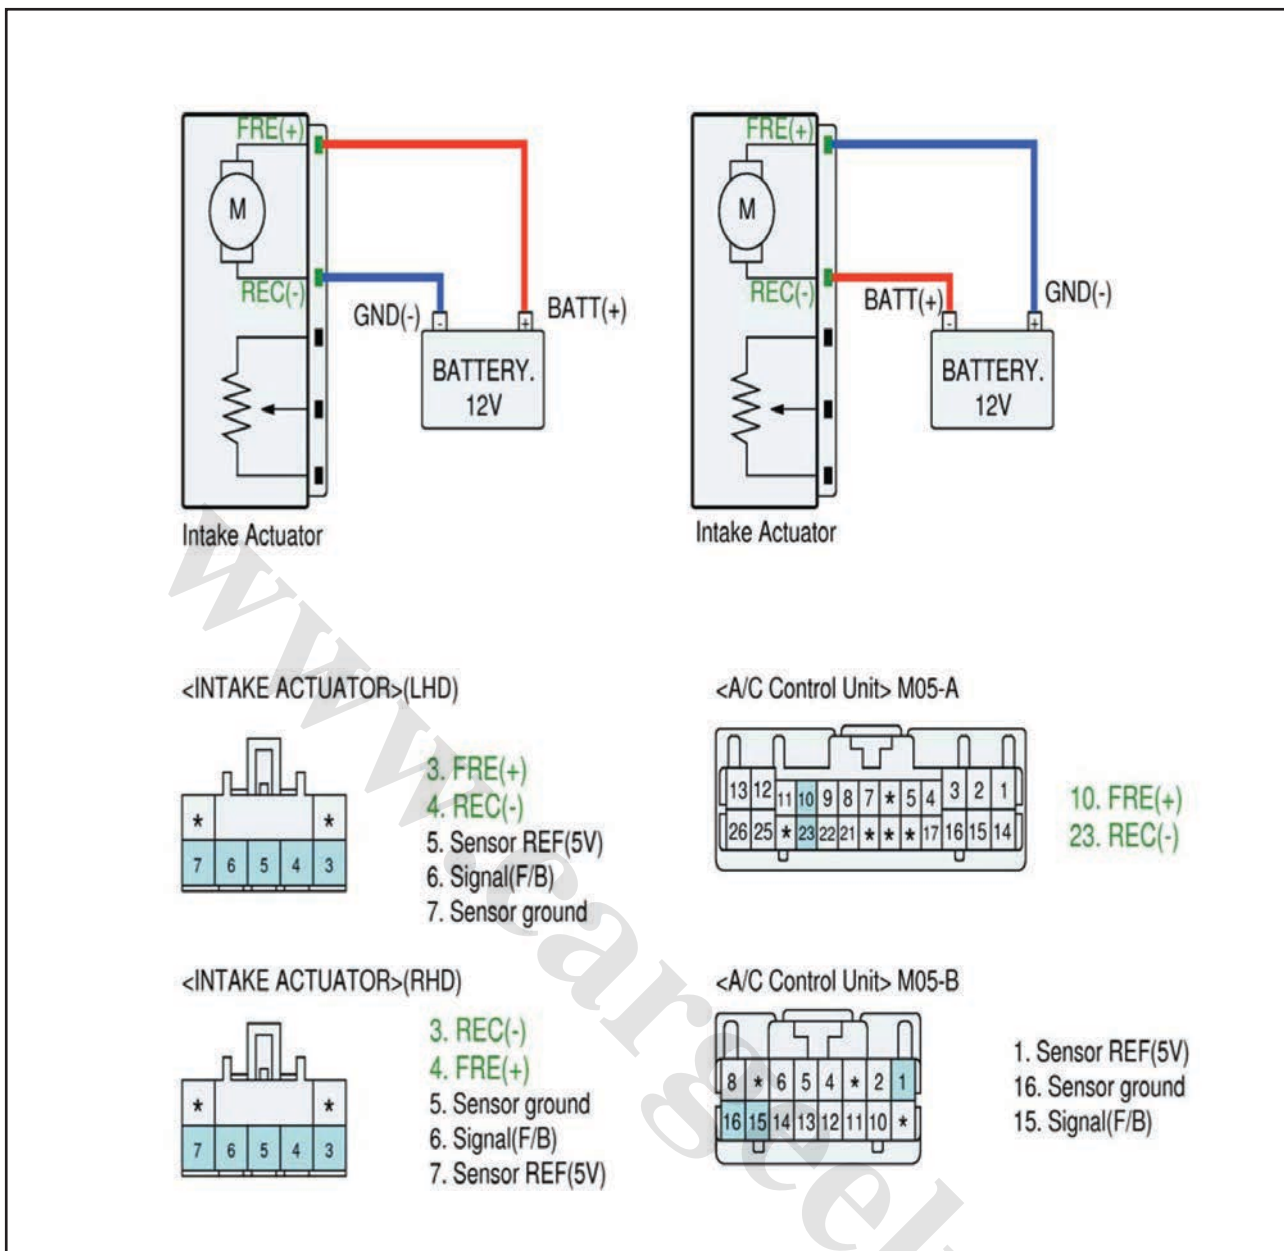 FRE(+)
M
REC(-)
GND(-)
BATT(+)
- +
BATTERY.
12V
Intake Actuator
FRE(+)
M
REC(-)
BATT(+)
GND(-)
- +
BATTERY.
12V
Intake Actuator
<INTAKE ACTUATOR>(LHD)
* *
7 6 5 4 3
3. FRE(+)
4. REC(-)
5. Sensor REF(5V)
6. Signal(F/B)
7. Sensor ground
<A/C Control Unit> M05-A
13 12 11 10 9 8 7 * 5 4 3 2 1
26 25 * 23 22 21 * * * 17 16 15 14
10. FRE(+)
23. REC(-)
<INTAKE ACTUATOR>(RHD)
* *
7 6 5 4 3
3. REC(-)
4. FRE(+)
5. Sensor ground
6. Signal(F/B)
7. Sensor REF(5V)
<A/C Control Unit> M05-B
8 * 6 5 4 * 2 1
16 15 14 13 12 11 10 *
1. Sensor REF(5V)
16. Sensor ground
15. Signal(F/B)